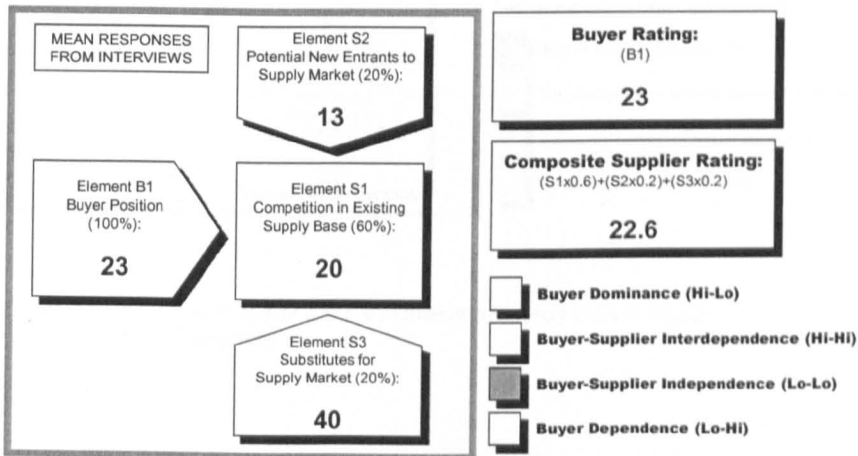 MEAN RESPONSES
FROM INTERVIEWS
Element S2
Potential New Entrants to
Supply Market (20%):
13
Element B1
Buyer Position
(100%):
23
Element S1
Competition in Existing
Supply Base (60%):
20
Element S3
Substitutes for
Supply Market (20%):
40
Buyer Rating:
(B1)
23
Composite Supplier Rating:
(S1x0.6)+(S2x0.2)+(S3x0.2)
22.6
Buyer Dominance (Hi-Lo)
Buyer-Supplier Interdependence (Hi-Hi)
Buyer-Supplier Independence (Lo-Lo)
Buyer Dependence (Lo-Hi)